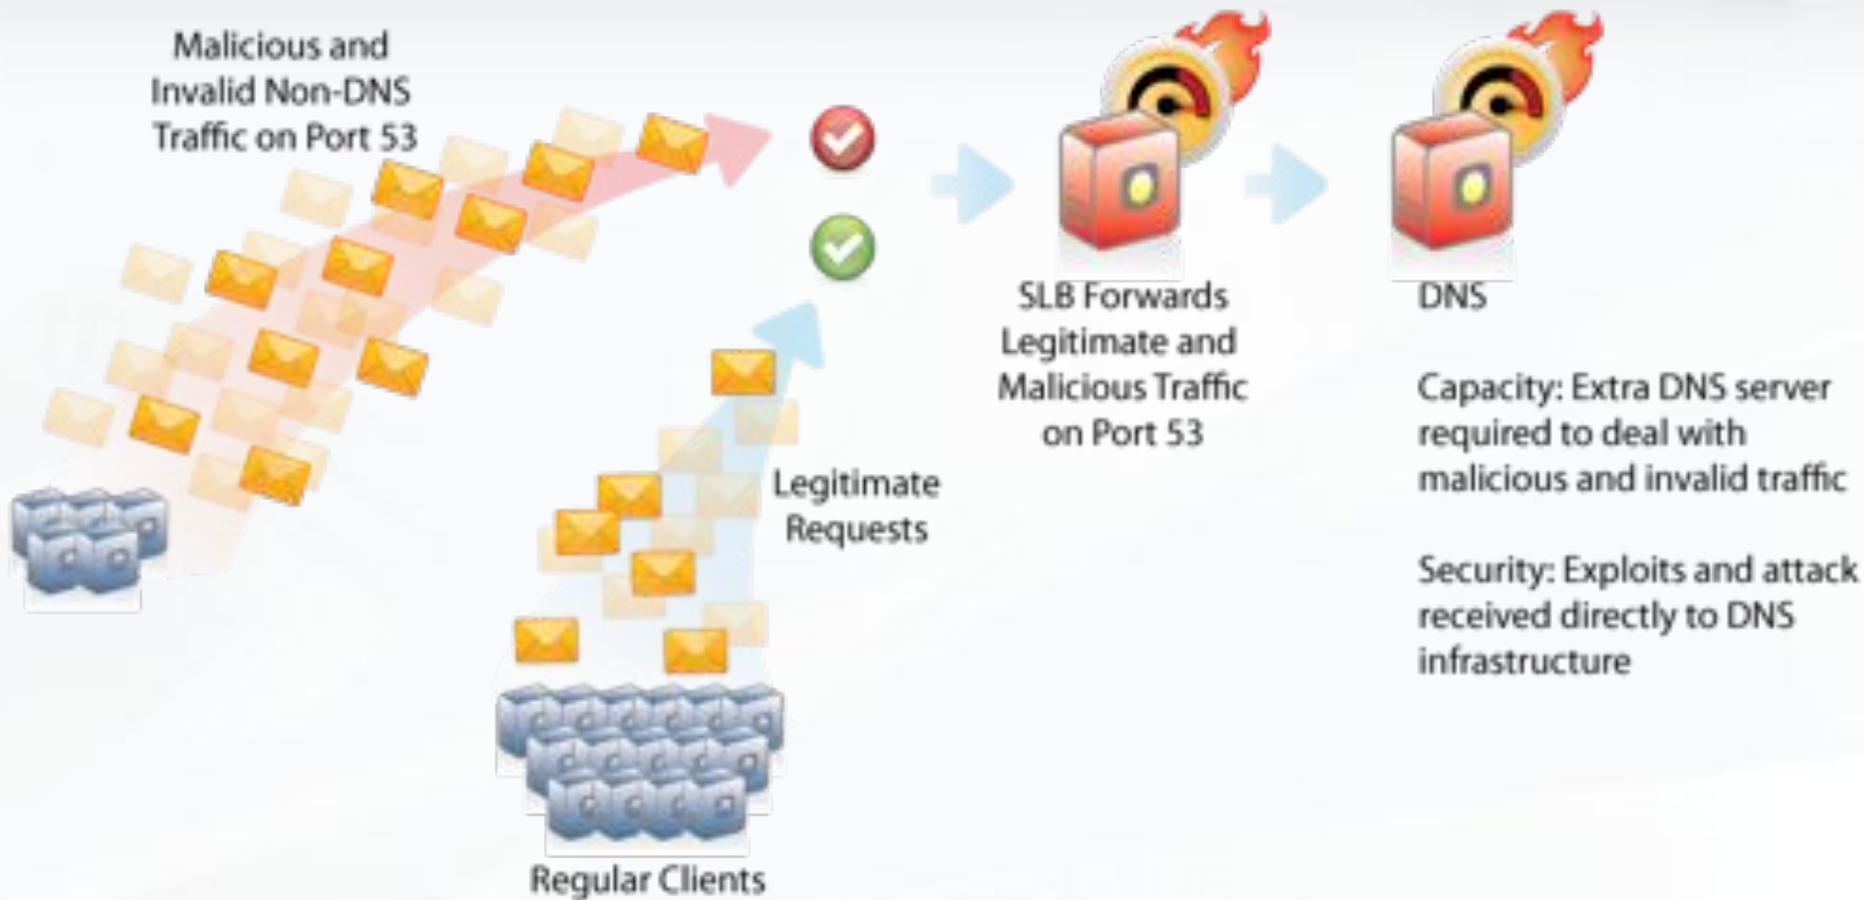 Malicious and
Invalid Non-DNS
Traffic on Port 53
Legitimate
Requests
Regular Clients
SLB Forwards
Legitimate and
Malicious Traffic
on Port 53
DNS
Capacity: Extra DNS server
required to deal with
malicious and invalid traffic
Security: Exploits and attack
received directly to DNS
infrastructure